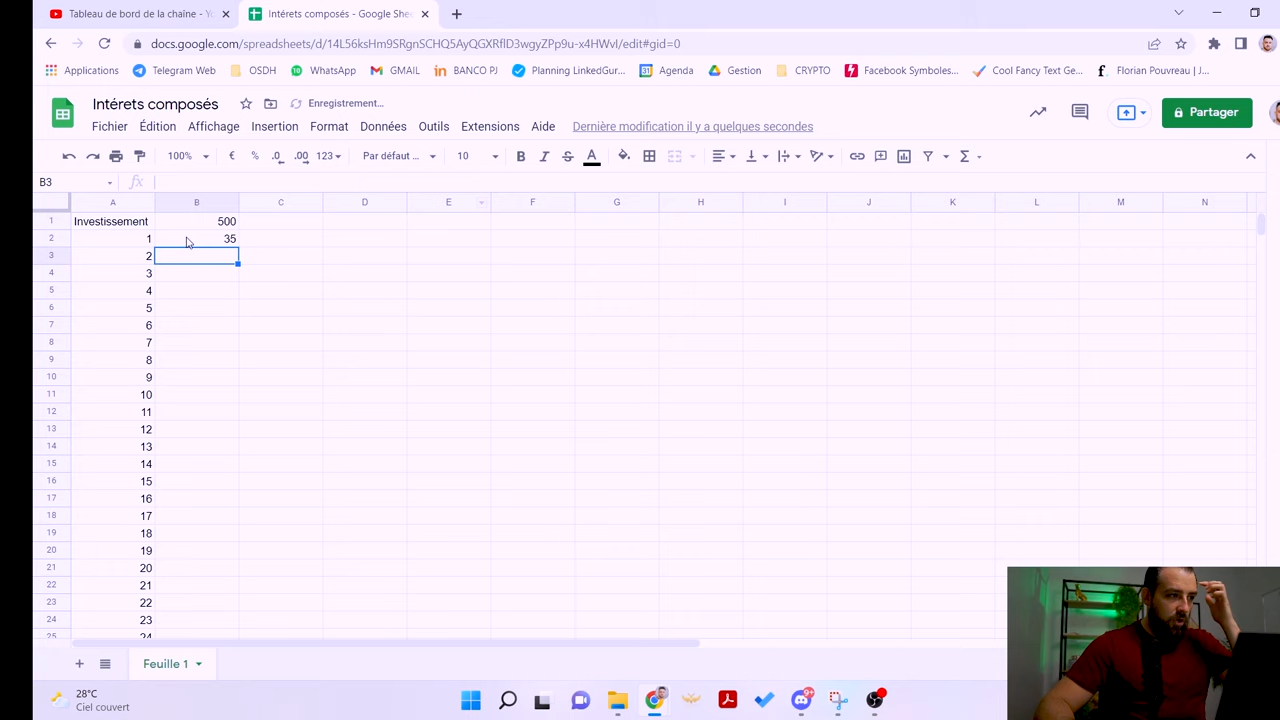 Tableau de bord de la chaîne - Yo
Intérets composés - Google She
docs.google.com/spreadsheets/d/14L56ksHm9SRgnSCHQ5AyQGXRflD3wgyZPp9u-x4HWvI/edit#gid=0
Applications Telegram Web OSDH WhatsApp GMAIL BANCO PJ Planning LinkedGur... Agenda Gestion CRYPTO Facebook Symboles... Cool Fancy Text Ge... Florian Pouvreau | J...
Intérets composés Enregistrement...
Partager
Fichier Édition Affichage Insertion Format Données Outils Extensions Aide Dernière modification il y a quelques secondes
100% € % .0 .00 123 Par défaut ... 10 B I S A
B3 fx
A B C D E F G H I J K L M N
1 Investissement 500
2 1 35
3 2
4 3
5 4
6 5
7 6
8 7
9 8
10 9
11 10
12 11
13 12
14 13
15 14
16 15
17 16
18 17
19 18
20 19
21 20
22 21
23 22
24 23
25 24
Feuille 1
28°C
Ciel couvert